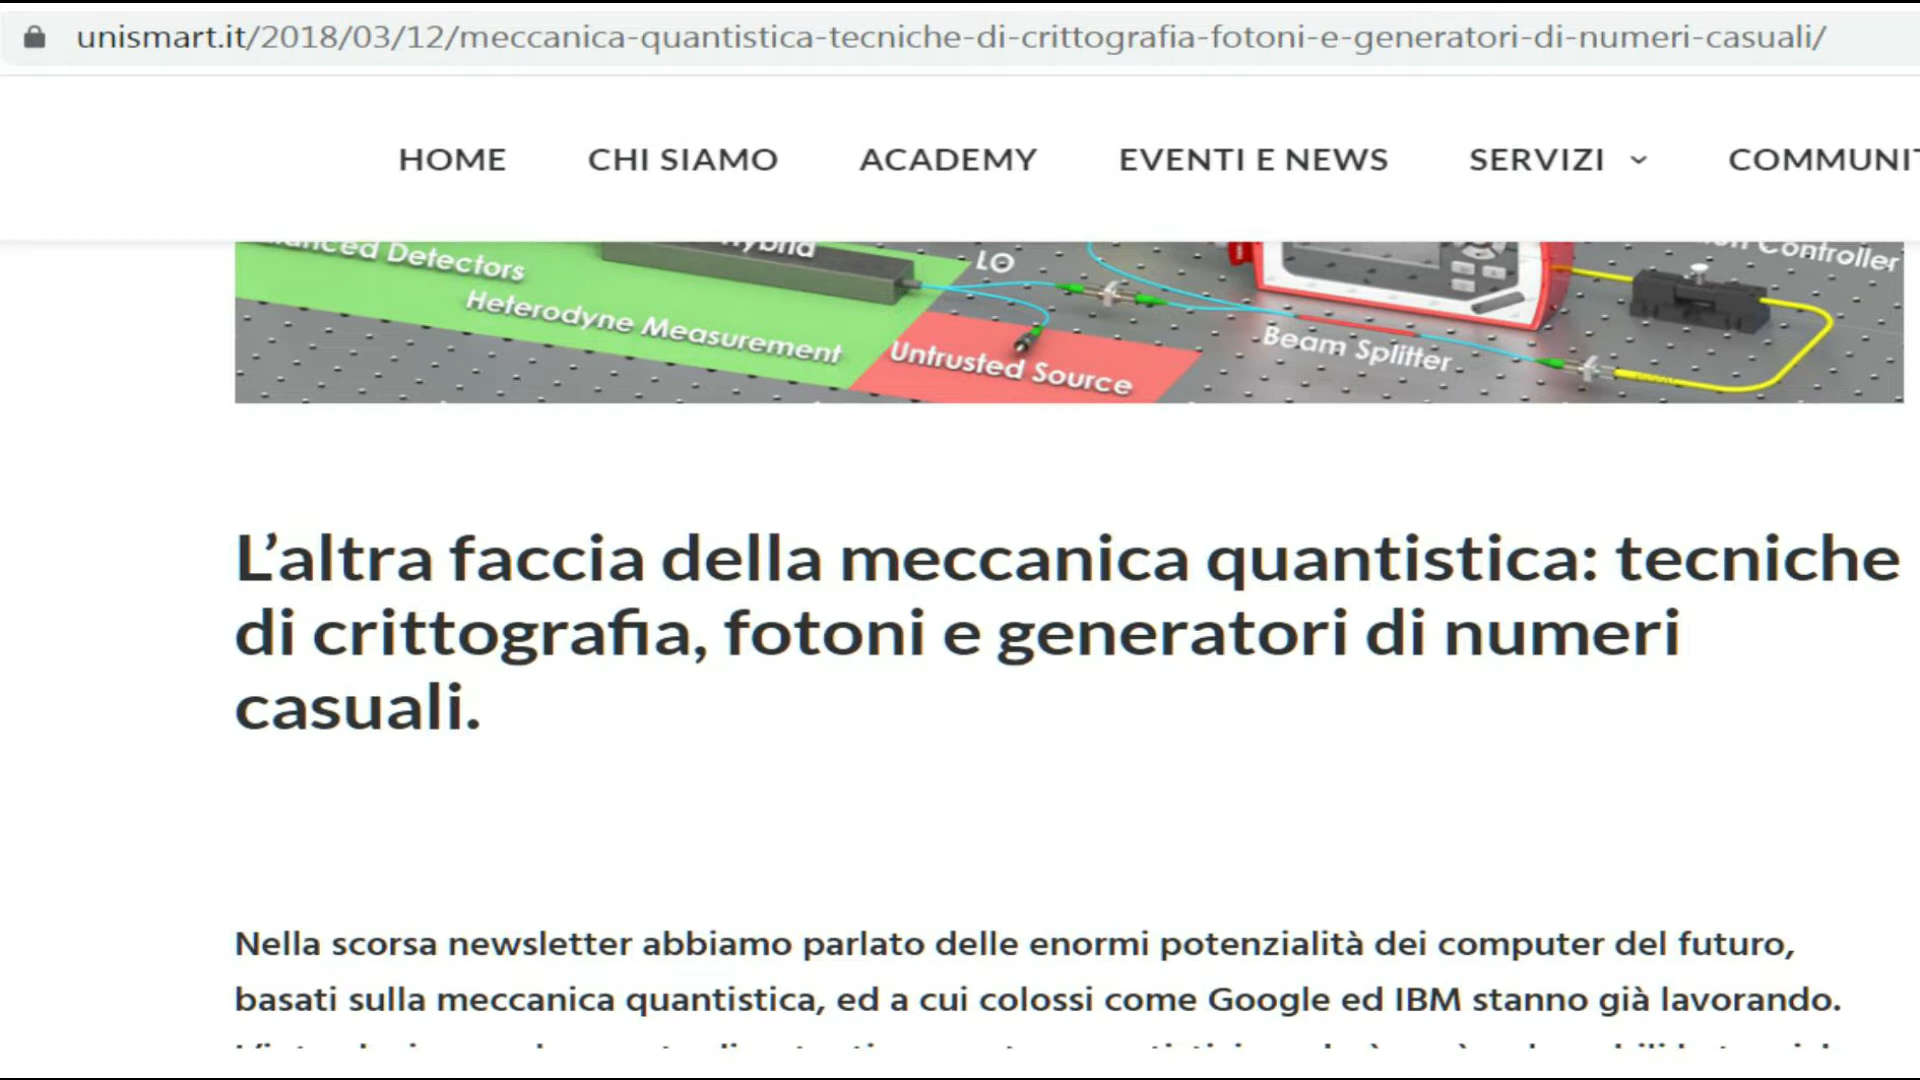 unismart.it/2018/03/12/meccanica-quantistica-tecniche-di-crittografia-fotoni-e-generatori-di-numeri-casuali/
HOME CHI SIAMO ACADEMY EVENTI E NEWS SERVIZI COMMUNIT
Detectors
Hybrid
LO
Controller
Heterodyne Measurement
Untrusted Source
Beam Splitter
L’altra faccia della meccanica quantistica: tecniche
di crittografia, fotoni e generatori di numeri
casuali.
Nella scorsa newsletter abbiamo parlato delle enormi potenzialità dei computer del futuro,
basati sulla meccanica quantistica, ed a cui colossi come Google ed IBM stanno già lavorando.